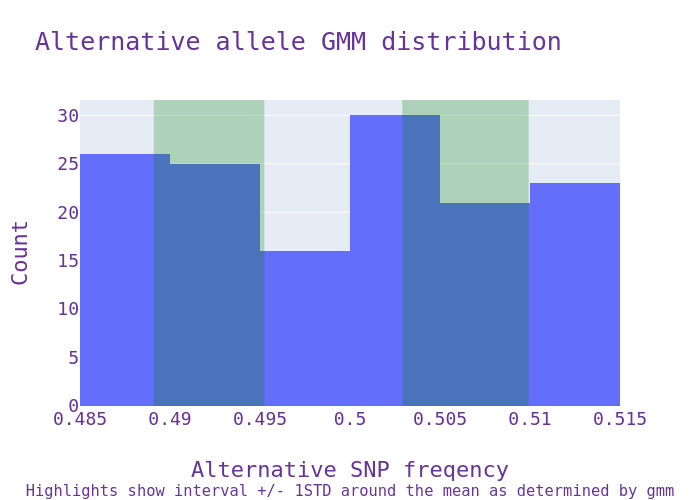 Alternative allele GMM distribution
30
25
20
15
10
5
0
Count
0.485 0.49 0.495 0.5 0.505 0.51 0.515
Alternative SNP freqency
Highlights show interval +/- 1STD around the mean as determined by gmm